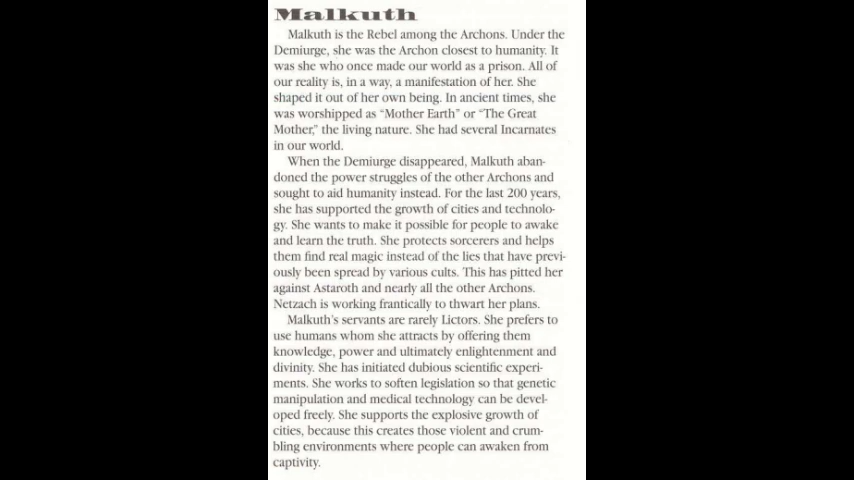 Malkuth
Malkuth is the Rebel among the Archons. Under the
Demiurge, she was the Archon closest to humanity. It
was she who once made our world as a prison. All of
our reality is, in a way, a manifestation of her. She
shaped it out of her own being. In ancient times, she
was worshipped as “Mother Earth” or “The Great
Mother,” the living nature. She had several Incarnates
in our world.
When the Demiurge disappeared, Malkuth aban-
doned the power struggles of the other Archons and
sought to aid humanity instead. For the last 200 years,
she has supported the growth of cities and technolo-
gy. She wants to make it possible for people to awake
and learn the truth. She protects sorcerers and helps
them find real magic instead of the lies that have previ-
ously been spread by various cults. This has pitted her
against Astaroth and nearly all the other Archons.
Netzach is working frantically to thwart her plans.
Malkuth's servants are rarely Lictors. She prefers to
use humans whom she attracts by offering them
knowledge, power and ultimately enlightenment and
divinity. She has initiated dubious scientific experi-
ments. She works to soften legislation so that genetic
manipulation and medical technology can be devel-
oped freely. She supports the explosive growth of
cities, because this creates those violent and crum-
bling environments where people can awaken from
captivity.